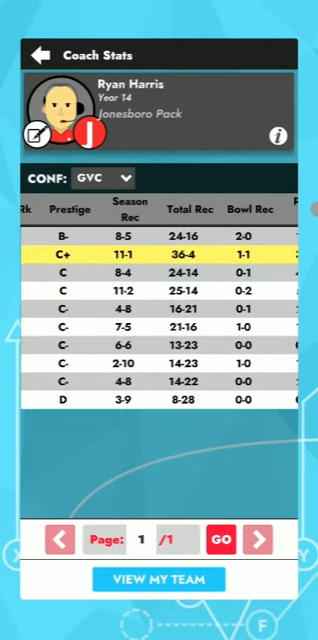 Coach Stats
Ryan Harris
Year 14
Jonesboro Pack
J
i
CONF: GVC
Rk Prestige Season Rec Total Rec Bowl Rec
B- 8-5 24-16 2-0
C+ 11-1 36-4 1-1
C 8-4 24-14 0-1
C 11-2 25-14 0-2
C- 4-8 16-21 0-1
C- 7-5 21-16 1-0
C- 6-6 13-23 0-0
C- 2-10 14-23 1-0
C- 4-8 14-22 0-0
D 3-9 8-28 0-0
Page: 1 /1 GO
X Y
VIEW MY TEAM
F